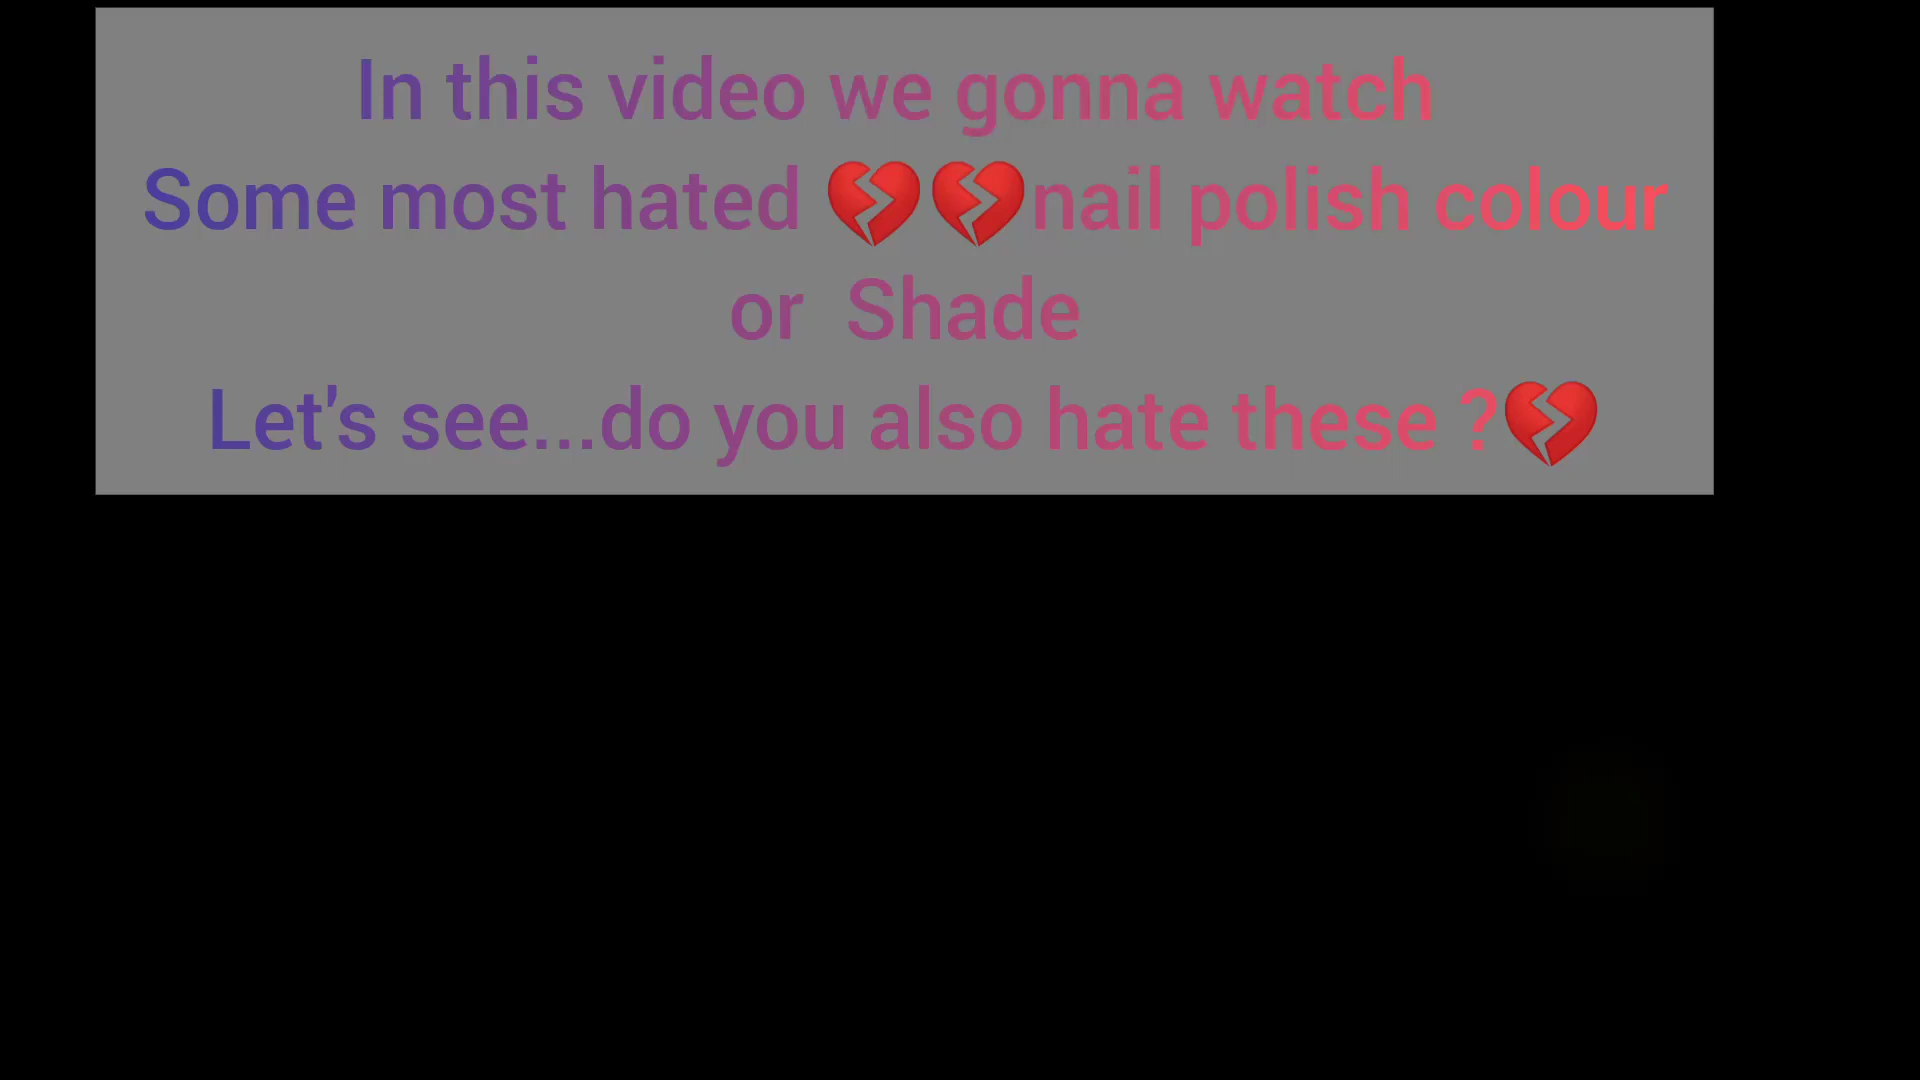 In this video we gonna watch
Some most hated 💔💔nail polish colour
or  Shade
Let's see...do you also hate these ?💔